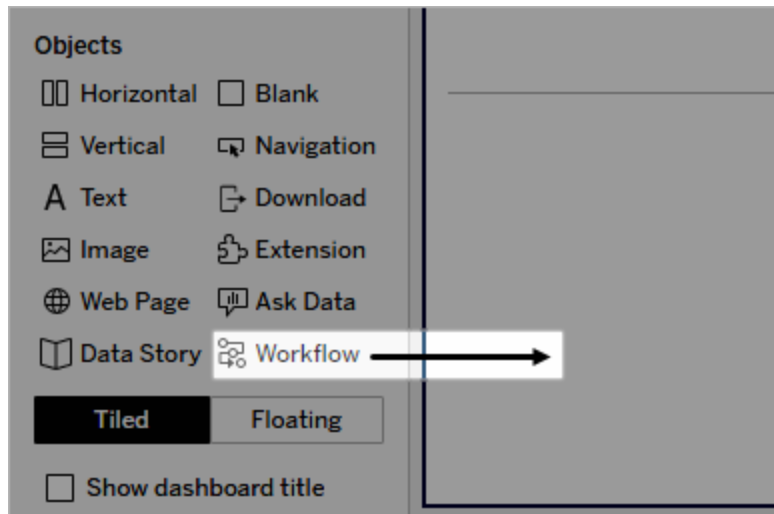 Objects
Horizontal Blank
Vertical Navigation
Text Download
Image Extension
Web Page Ask Data
Data Story Workflow
Tiled Floating
Show dashboard title